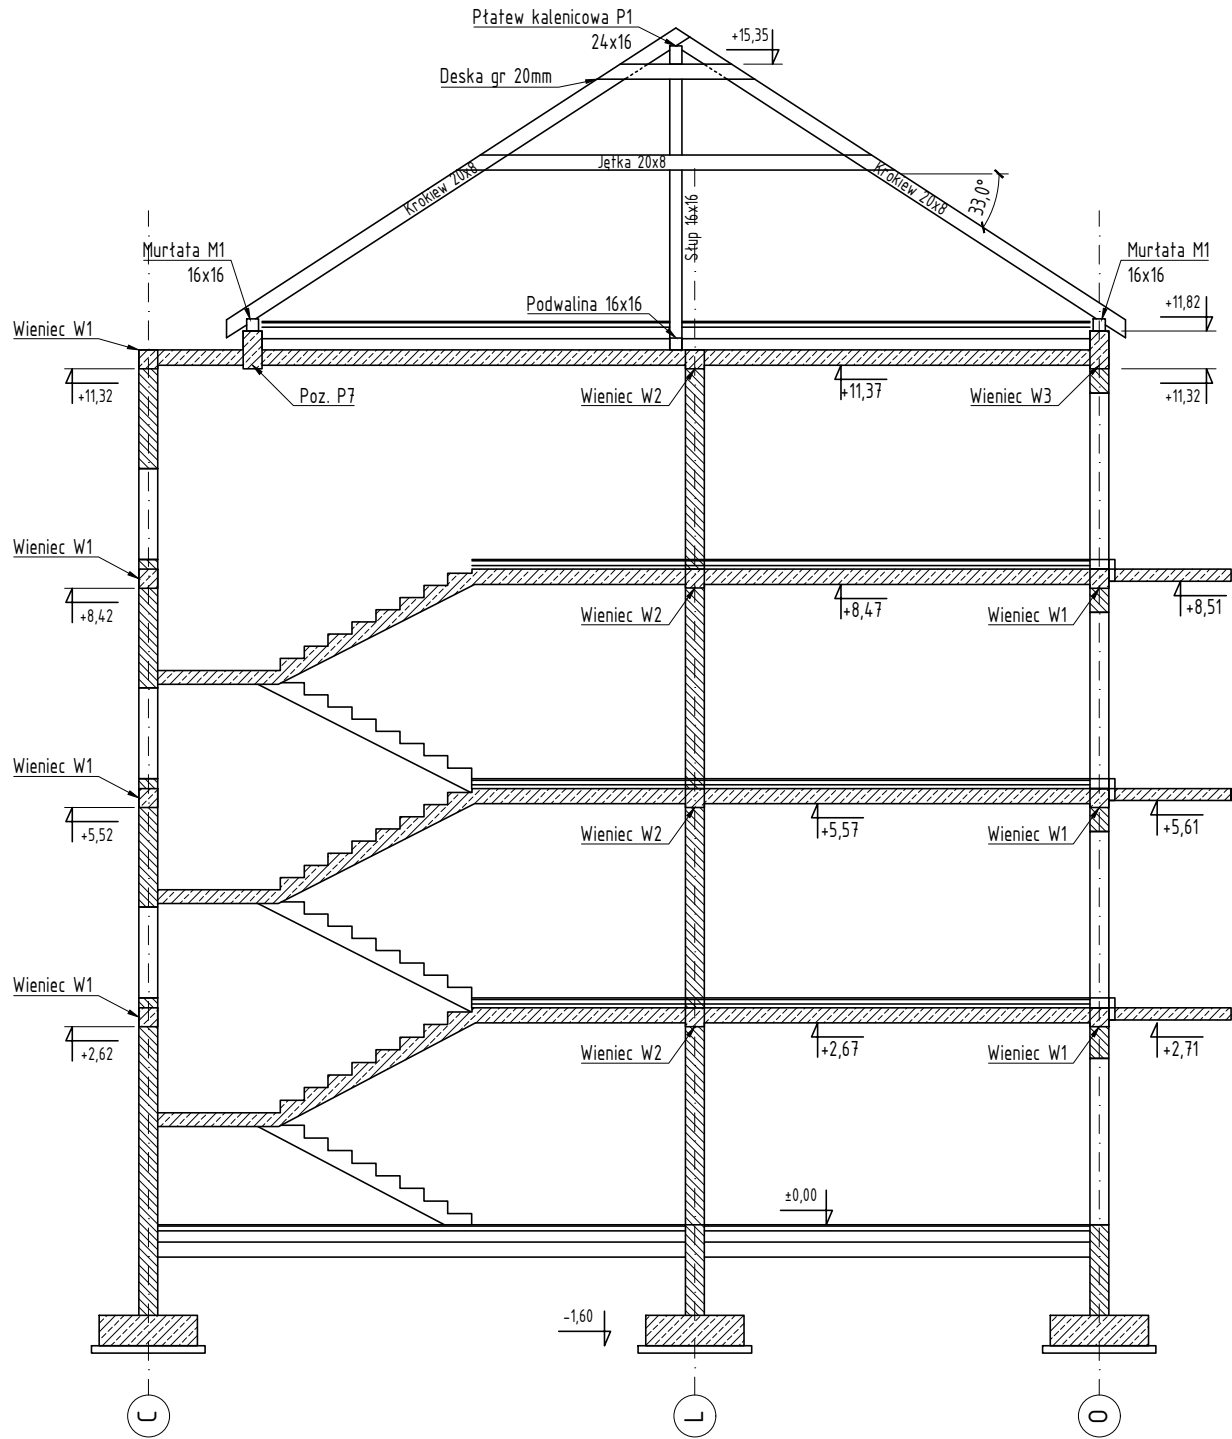 Płatew kalenicowa P1
24x16
+15,35
Deska gr 20mm
Jętka 20x8
Krokiew 20x8
Krokiew 20x8
33,0°
Słup 16x16
Murłata M1
16x16
Murłata M1
16x16
Podwalina 16x16
+11,82
Wieniec W1
+11,32
Poz. P7
Wieniec W2
+11,37
Wieniec W3
+11,32
Wieniec W1
+8,42
Wieniec W2
+8,47
Wieniec W1
+8,51
Wieniec W1
+5,52
Wieniec W2
+5,57
Wieniec W1
+5,61
Wieniec W1
+2,62
Wieniec W2
+2,67
Wieniec W1
+2,71
±0,00
-1,60
C
L
O